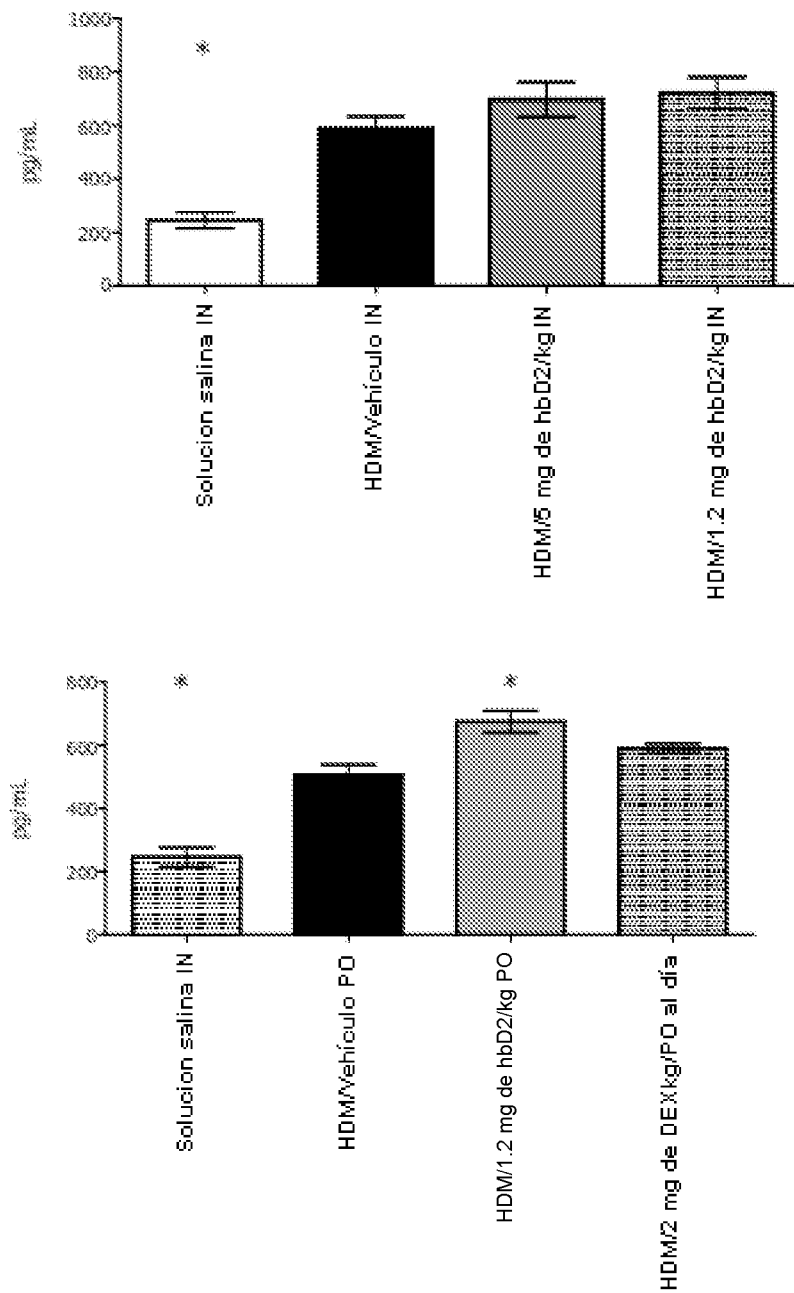 1000
800
600
400
200
0
pg/mL
*
Solucion salina IN
HDM/Vehículo IN
HDM/5 mg de hbD2/kg IN
HDM/1.2 mg de hbD2/kg IN
800
600
400
200
0
pg/mL
*
*
Solucion salina IN
HDM/Vehículo PO
HDM/1.2 mg de hbD2/kg PO
HDM/2 mg de DEXkg/PO al día